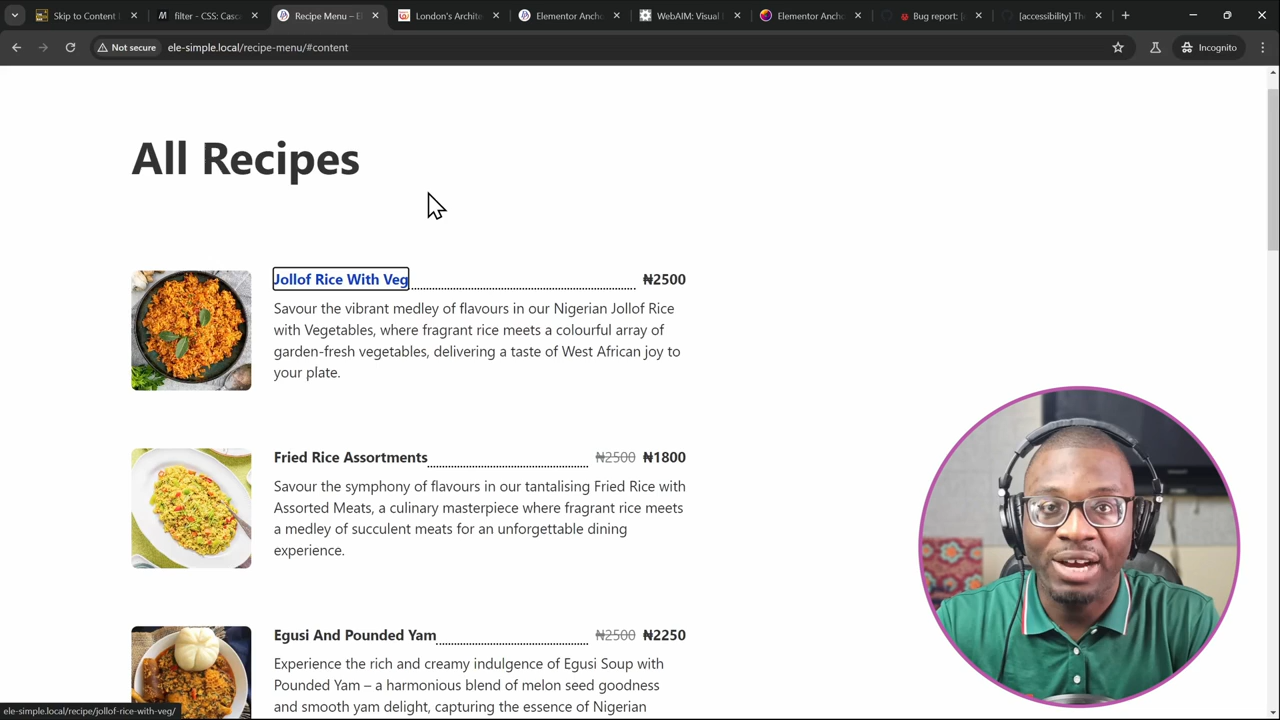 Skip to Content
filter - CSS: Casca
Recipe Menu – El
London's Archite
Elementor Ancho
WebAIM: Visual
Elementor Ancho
Bug report: [
[accessibility] Th
Not secure
ele-simple.local/recipe-menu/#content
Incognito
All Recipes
Jollof Rice With Veg
₦2500
Savour the vibrant medley of flavours in our Nigerian Jollof Rice
with Vegetables, where fragrant rice meets a colourful array of
garden-fresh vegetables, delivering a taste of West African joy to
your plate.
Fried Rice Assortments
₦2500 ₦1800
Savour the symphony of flavours in our tantalising Fried Rice with
Assorted Meats, a culinary masterpiece where fragrant rice meets
a medley of succulent meats for an unforgettable dining
experience.
Egusi And Pounded Yam
₦2500 ₦2250
Experience the rich and creamy indulgence of Egusi Soup with
Pounded Yam – a harmonious blend of melon seed goodness
and smooth yam delight, capturing the essence of Nigerian
ele-simple.local/recipe/jollof-rice-with-veg/